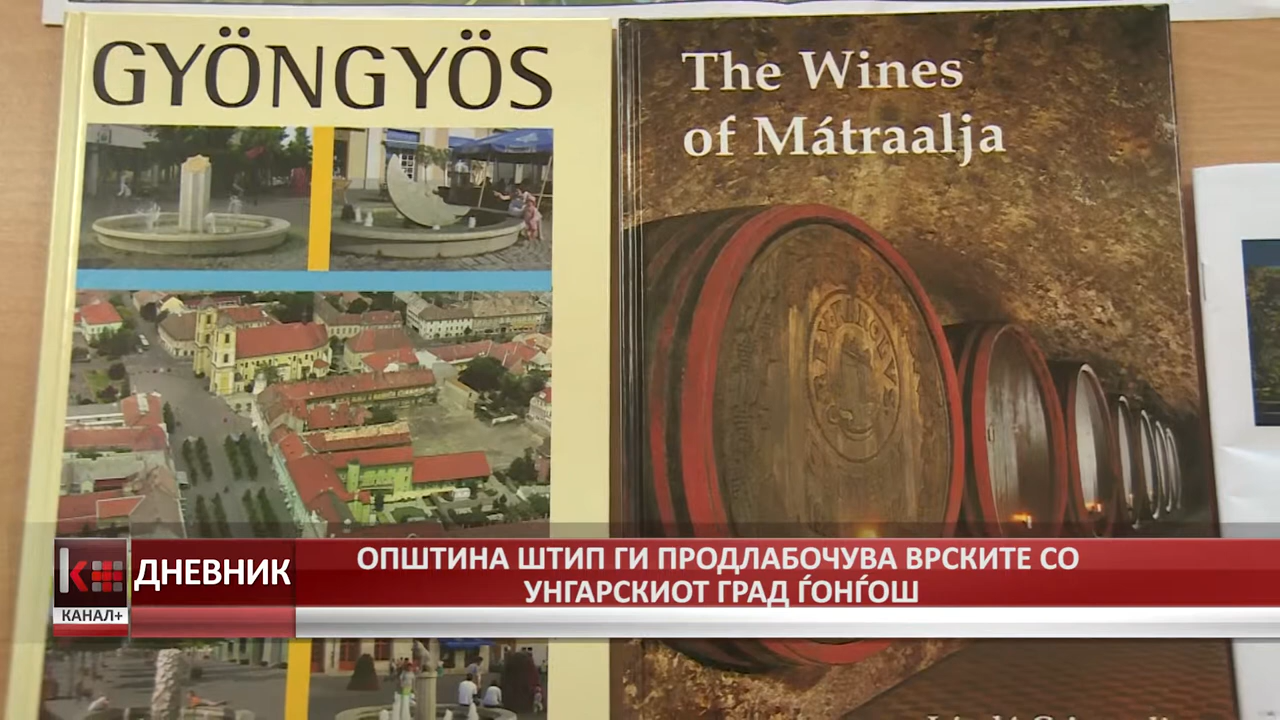 GYÖNGYÖS
The Wines
of Mátraalja
ДНЕВНИК
КАНАЛ+
ОПШТИНА ШТИП ГИ ПРОДЛАБОЧУВА ВРСКИТЕ СО
УНГАРСКИОТ ГРАД ЃОНЃОШ